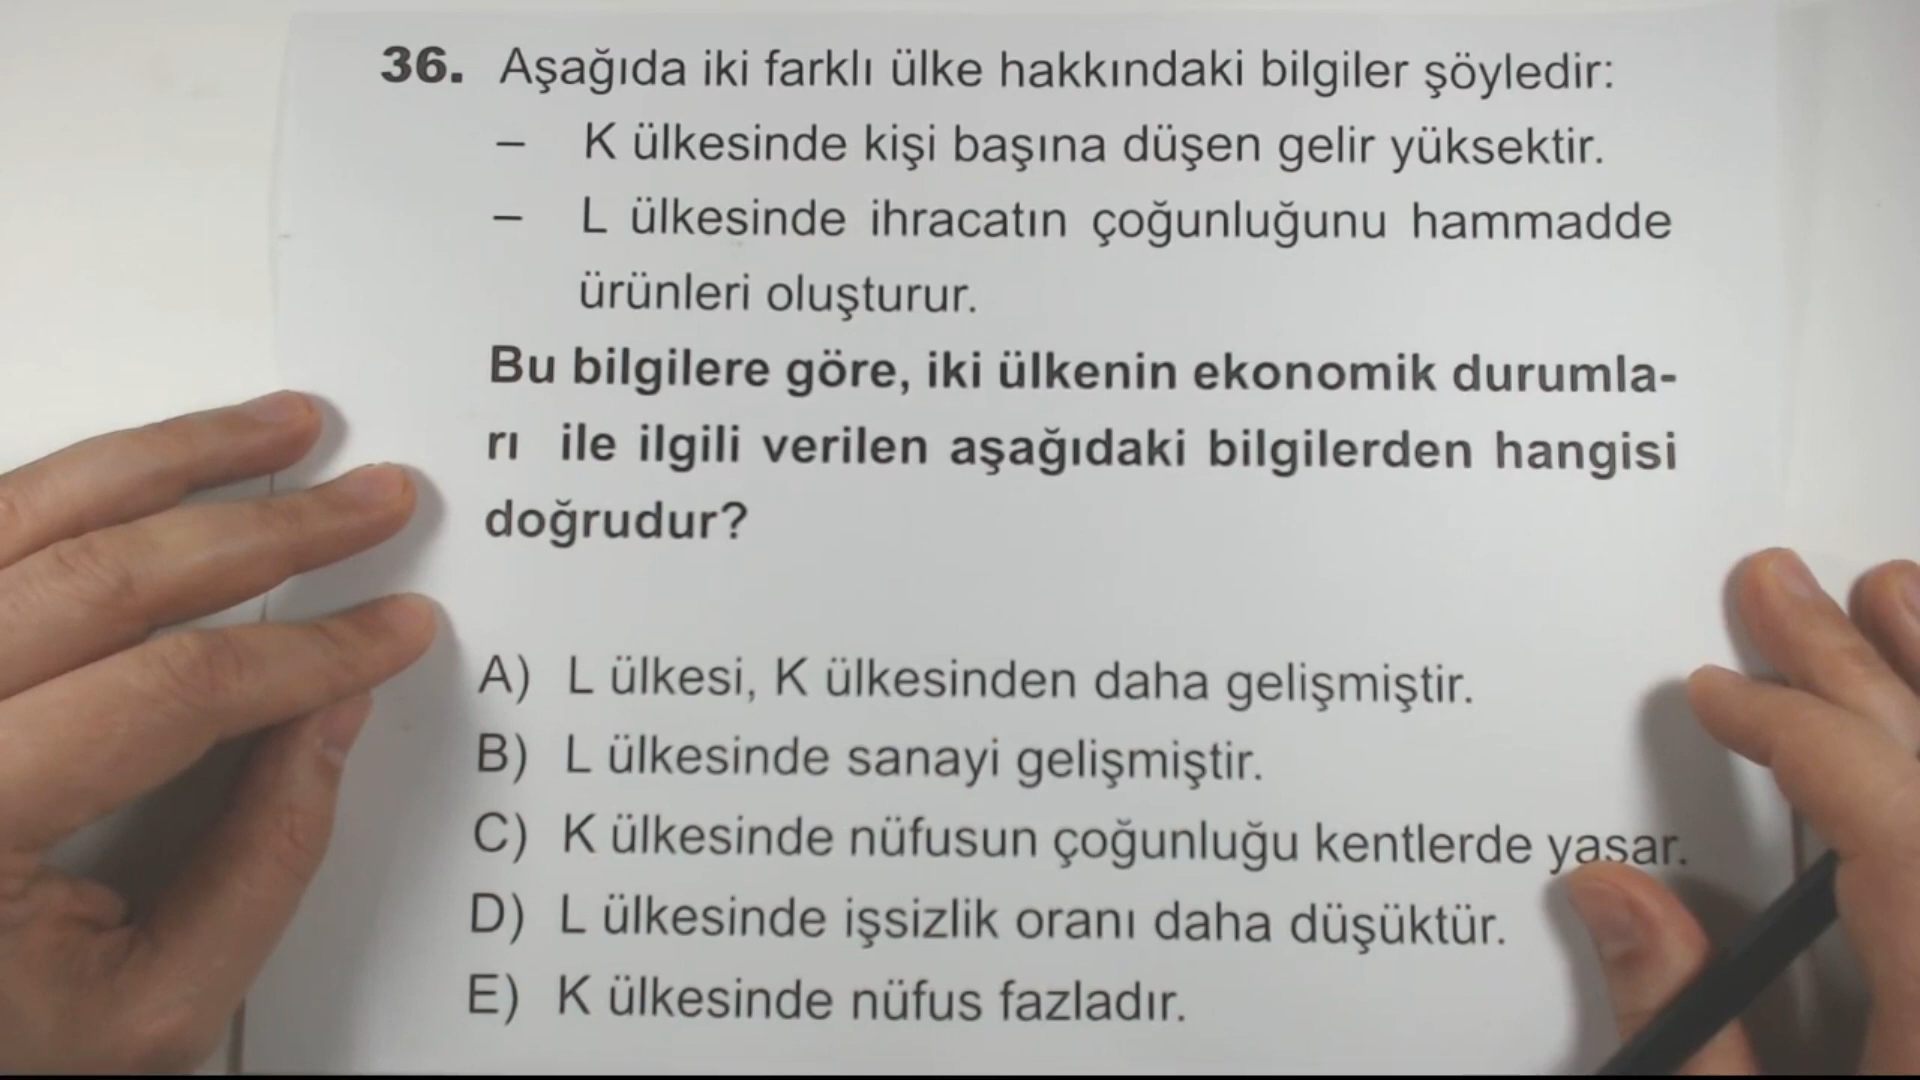 36. Aşağıda iki farklı ülke hakkındaki bilgiler şöyledir:
– K ülkesinde kişi başına düşen gelir yüksektir.
– L ülkesinde ihracatın çoğunluğunu hammadde
ürünleri oluşturur.
Bu bilgilere göre, iki ülkenin ekonomik durumla-
rı ile ilgili verilen aşağıdaki bilgilerden hangisi
doğrudur?
A) L ülkesi, K ülkesinden daha gelişmiştir.
B) L ülkesinde sanayi gelişmiştir.
C) K ülkesinde nüfusun çoğunluğu kentlerde yaşar.
D) L ülkesinde işsizlik oranı daha düşüktür.
E) K ülkesinde nüfus fazladır.